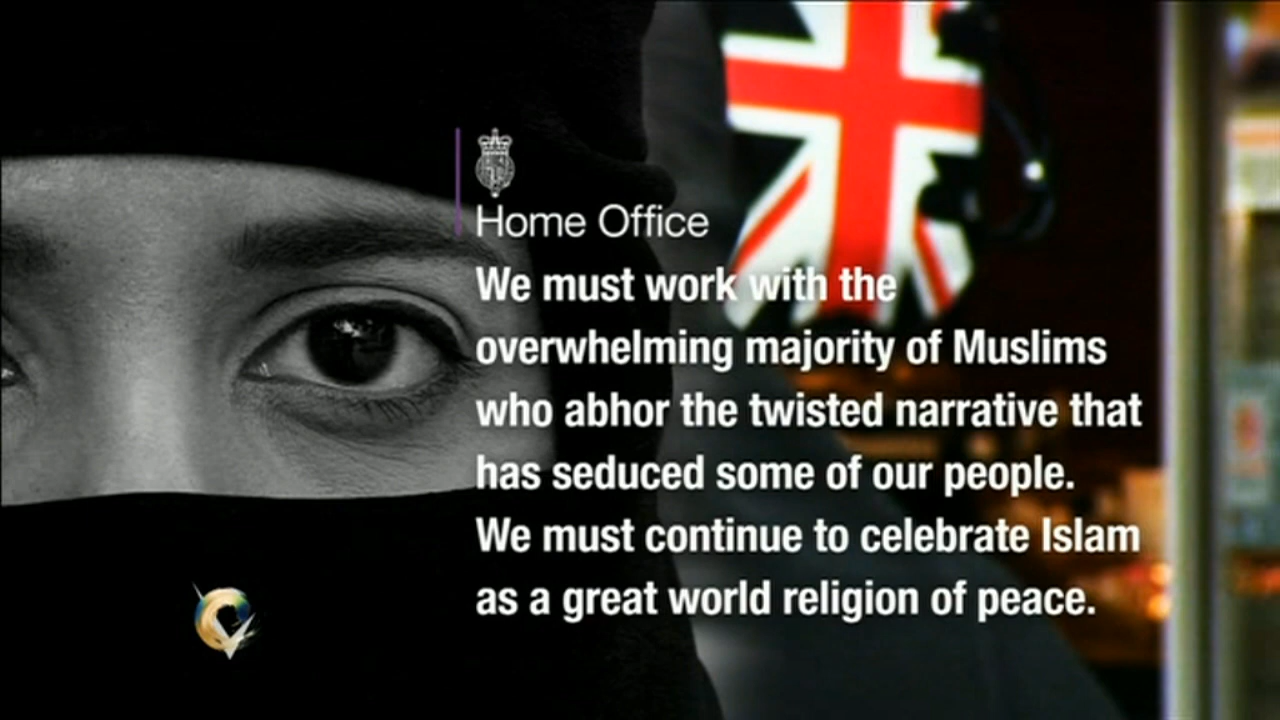 Home Office
We must work with the
overwhelming majority of Muslims
who abhor the twisted narrative that
has seduced some of our people.
We must continue to celebrate Islam
as a great world religion of peace.